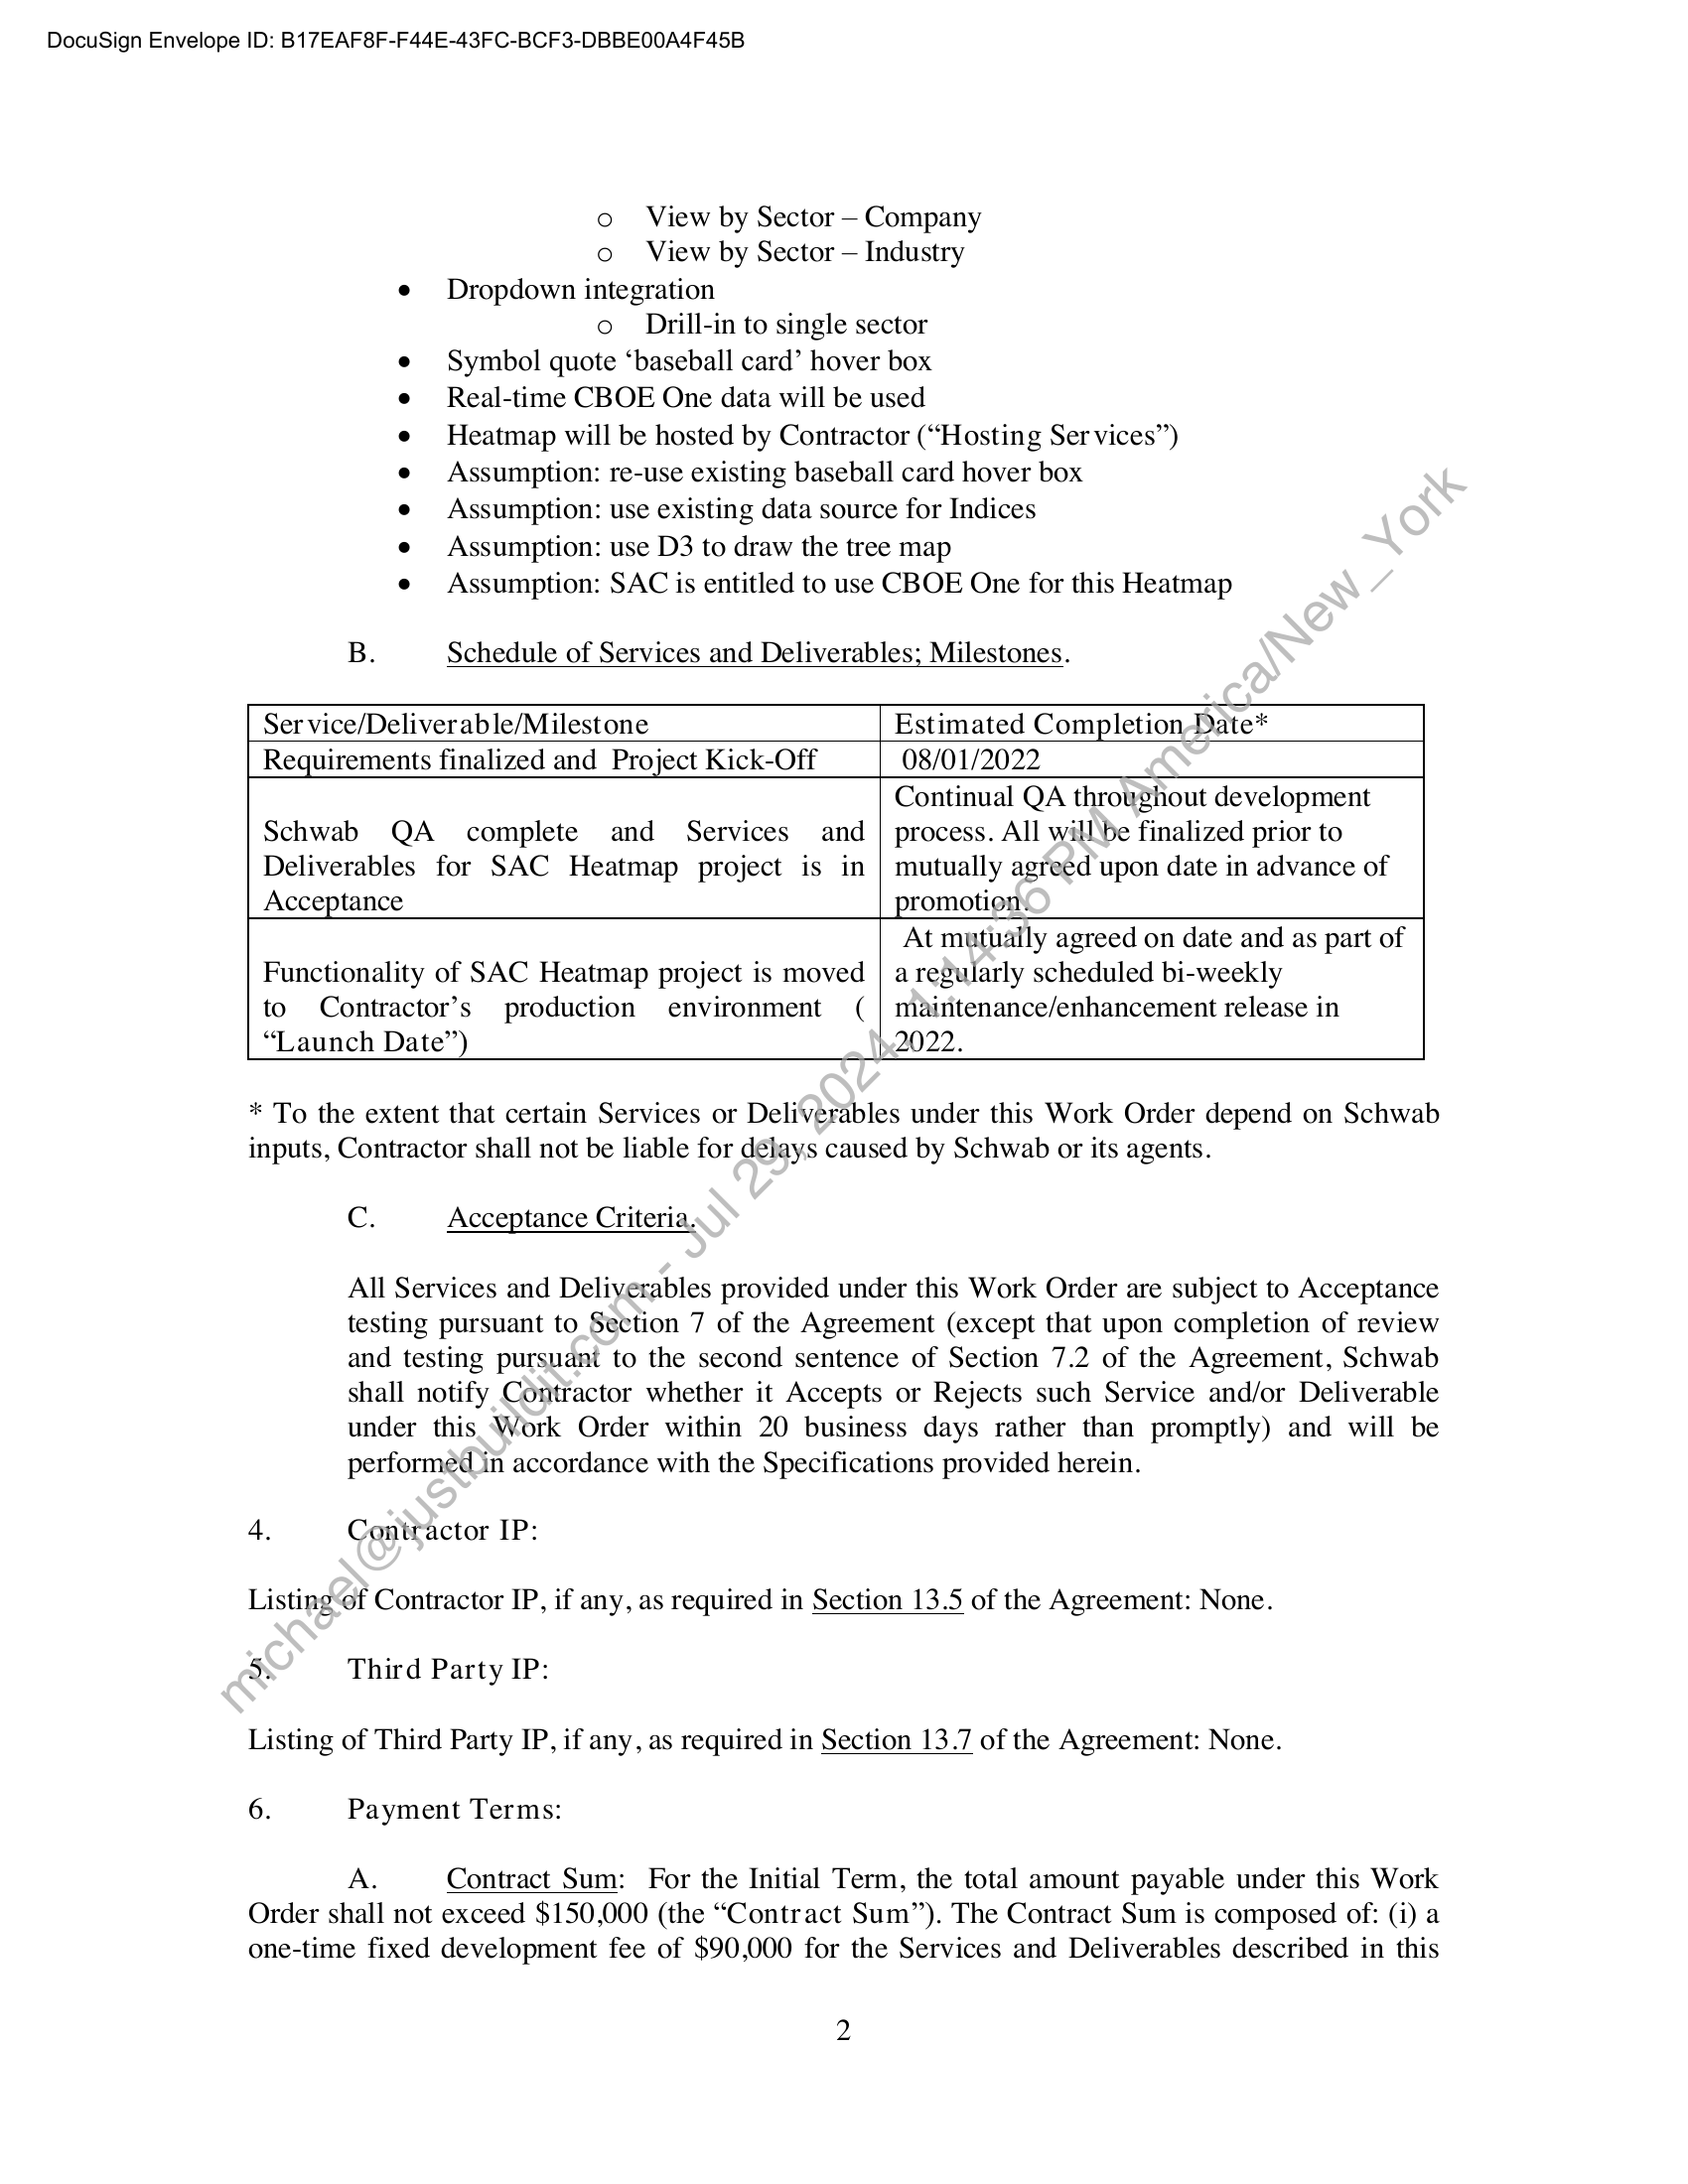 DocuSign Envelope ID: B17EAF8F-F44E-43FC-BCF3-DBBE00A4F45B
o View by Sector – Company
o View by Sector – Industry
• Dropdown integration
o Drill-in to single sector
• Symbol quote ‘baseball card’ hover box
• Real-time CBOE One data will be used
• Heatmap will be hosted by Contractor (“Hosting Services”)
• Assumption: re-use existing baseball card hover box
• Assumption: use existing data source for Indices
• Assumption: use D3 to draw the tree map
• Assumption: SAC is entitled to use CBOE One for this Heatmap
B. Schedule of Services and Deliverables; Milestones.
Service/Deliverable/Milestone
Estimated Completion Date*
Requirements finalized and Project Kick-Off
08/01/2022
Schwab QA complete and Services and
Deliverables for SAC Heatmap project is in
Acceptance
Continual QA throughout development
process. All will be finalized prior to
mutually agreed upon date in advance of
promotion.
Functionality of SAC Heatmap project is moved
to Contractor’s production environment (
“Launch Date”)
At mutually agreed on date and as part of
a regularly scheduled bi-weekly
maintenance/enhancement release in
2022.
* To the extent that certain Services or Deliverables under this Work Order depend on Schwab
inputs, Contractor shall not be liable for delays caused by Schwab or its agents.
C. Acceptance Criteria.
All Services and Deliverables provided under this Work Order are subject to Acceptance
testing pursuant to Section 7 of the Agreement (except that upon completion of review
and testing pursuant to the second sentence of Section 7.2 of the Agreement, Schwab
shall notify Contractor whether it Accepts or Rejects such Service and/or Deliverable
under this Work Order within 20 business days rather than promptly) and will be
performed in accordance with the Specifications provided herein.
4. Contractor IP:
Listing of Contractor IP, if any, as required in Section 13.5 of the Agreement: None.
5. Third Party IP:
Listing of Third Party IP, if any, as required in Section 13.7 of the Agreement: None.
6. Payment Terms:
A. Contract Sum: For the Initial Term, the total amount payable under this Work
Order shall not exceed $150,000 (the “Contract Sum”). The Contract Sum is composed of: (i) a
one-time fixed development fee of $90,000 for the Services and Deliverables described in this
2
michael@justbuildit.com - Jul 29, 2024, 1:14:36 PM America/New_York